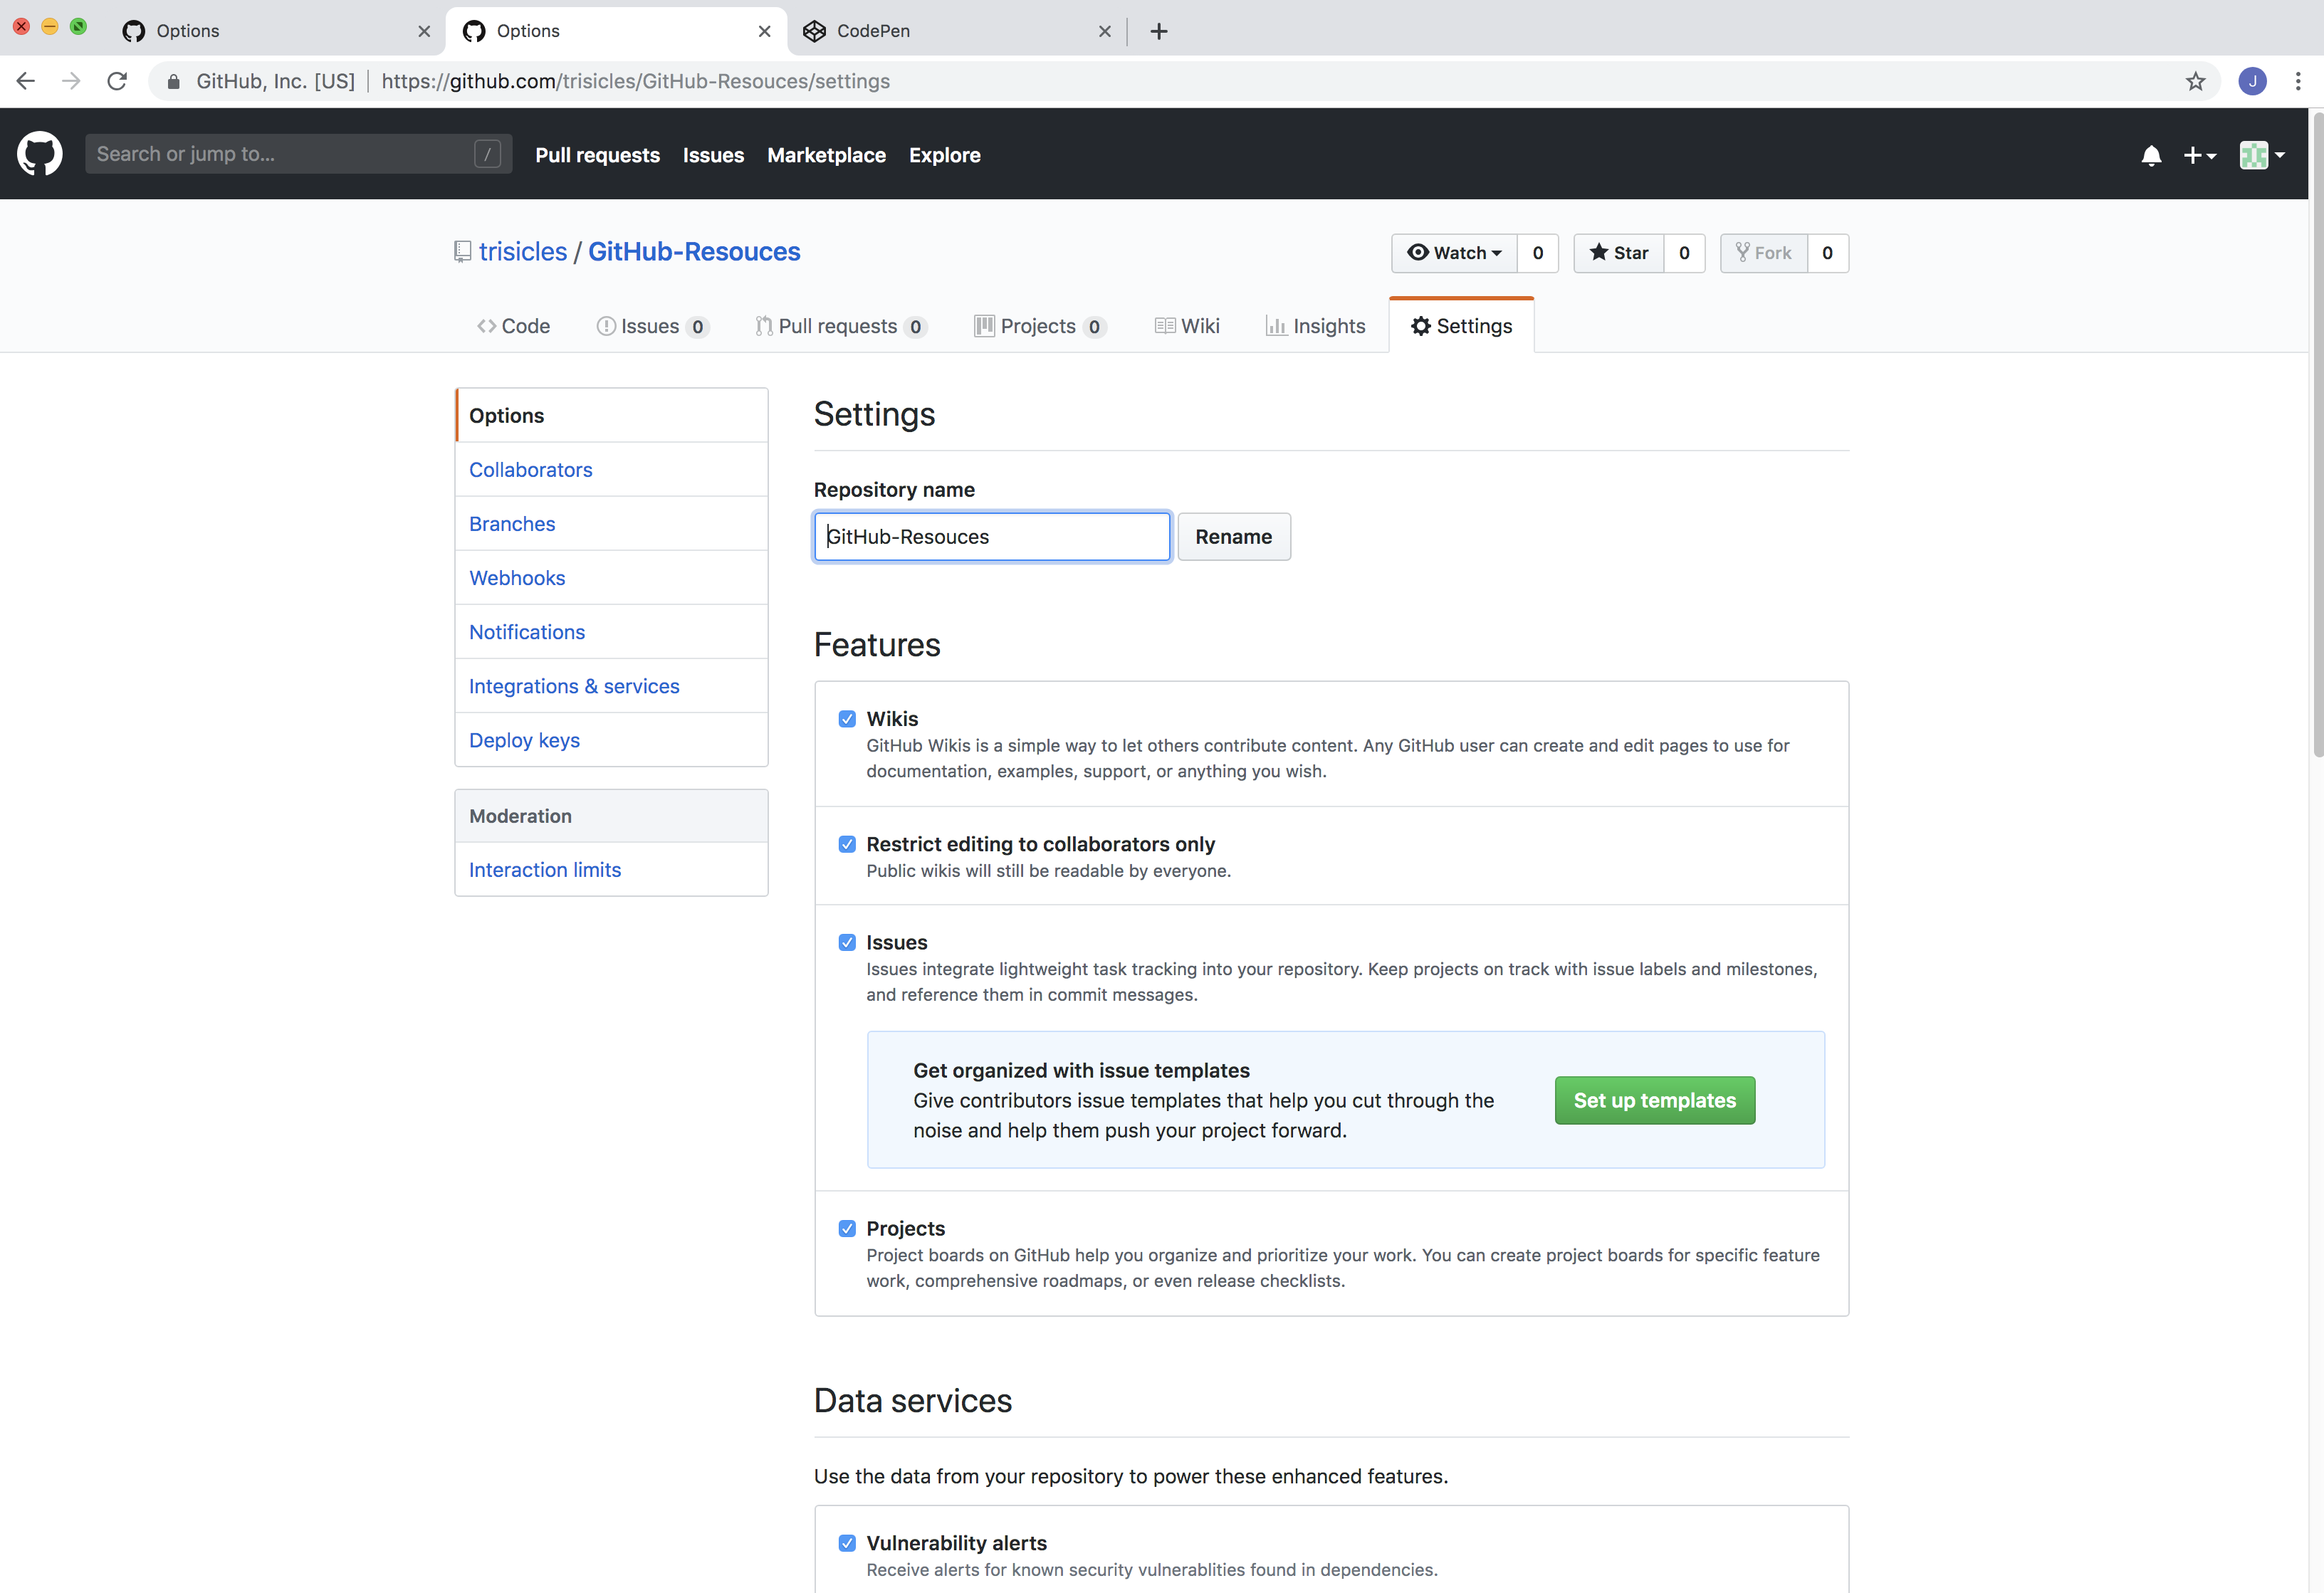 Options
Options
CodePen
GitHub, Inc. [US] | https://github.com/trisicles/GitHub-Resouces/settings
J
Search or jump to... /
Pull requests Issues Marketplace Explore
trisicles / GitHub-Resouces
Watch 0 Star 0 Fork 0
Code Issues 0 Pull requests 0 Projects 0 Wiki Insights Settings
Options
Collaborators
Branches
Webhooks
Notifications
Integrations & services
Deploy keys
Moderation
Interaction limits
Settings
Repository name
GitHub-Resouces Rename
Features
Wikis
GitHub Wikis is a simple way to let others contribute content. Any GitHub user can create and edit pages to use for
documentation, examples, support, or anything you wish.
Restrict editing to collaborators only
Public wikis will still be readable by everyone.
Issues
Issues integrate lightweight task tracking into your repository. Keep projects on track with issue labels and milestones,
and reference them in commit messages.
Get organized with issue templates
Give contributors issue templates that help you cut through the
noise and help them push your project forward.
Set up templates
Projects
Project boards on GitHub help you organize and prioritize your work. You can create project boards for specific feature
work, comprehensive roadmaps, or even release checklists.
Data services
Use the data from your repository to power these enhanced features.
Vulnerability alerts
Receive alerts for known security vulnerablities found in dependencies.